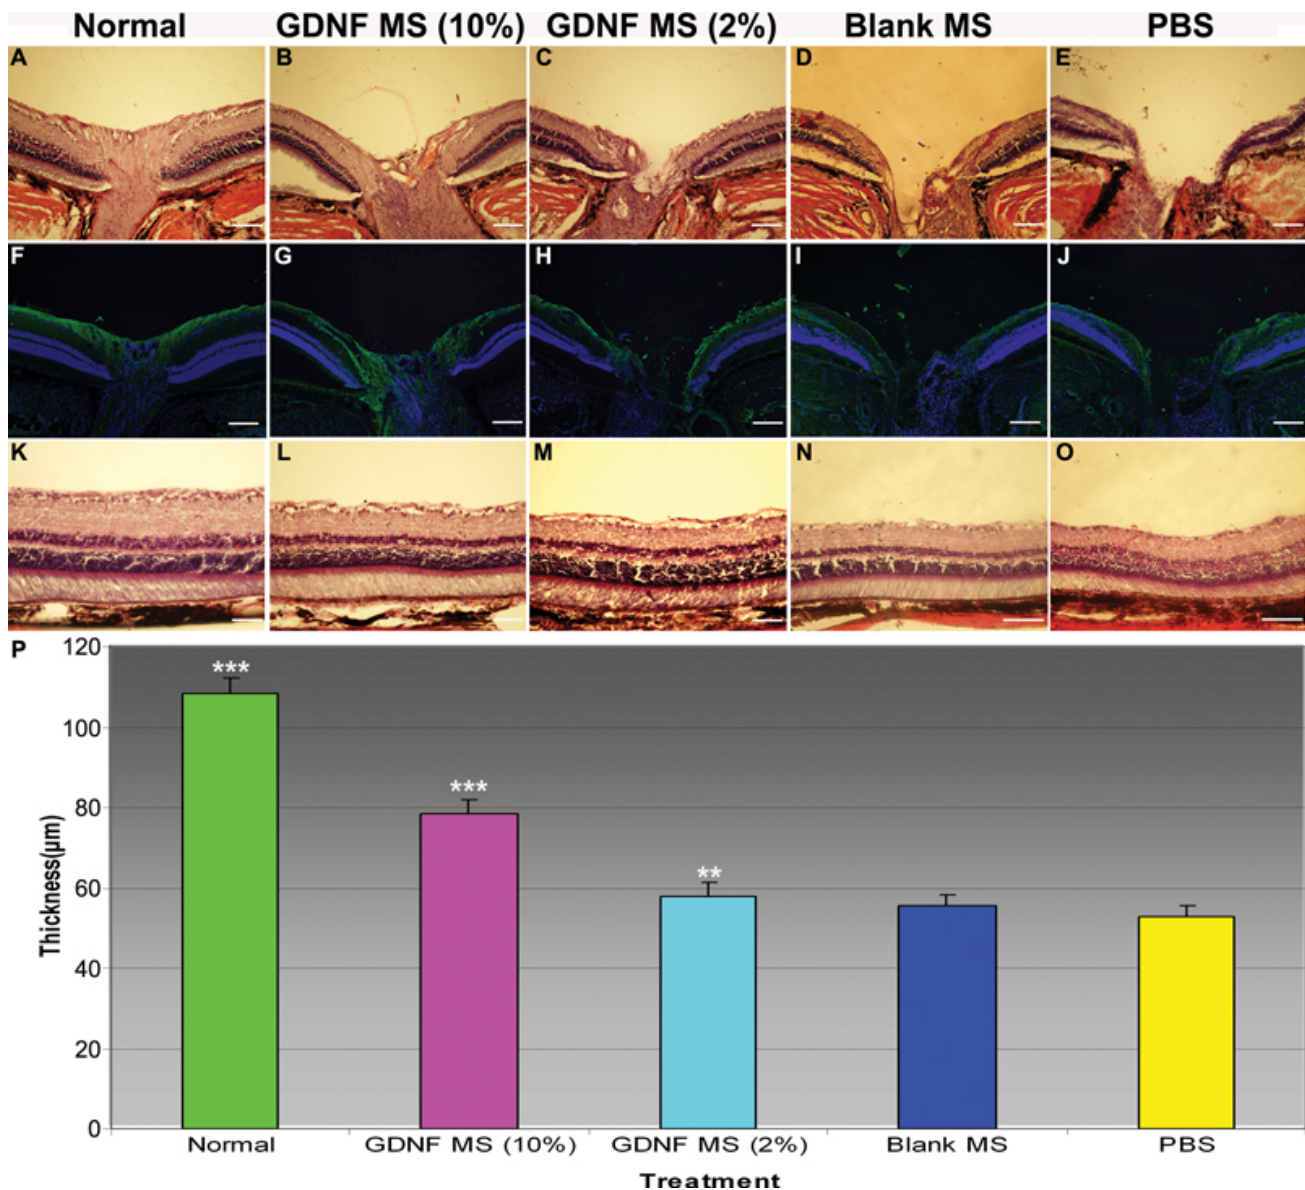 Normal GDNF MS (10%) GDNF MS (2%) Blank MS PBS
A B C D E
F G H I J
K L M N O
P
120
***
100
***
80
Thickness(µm)
**
60
40
20
0
Normal GDNF MS (10%) GDNF MS (2%) Blank MS PBS
Treatment